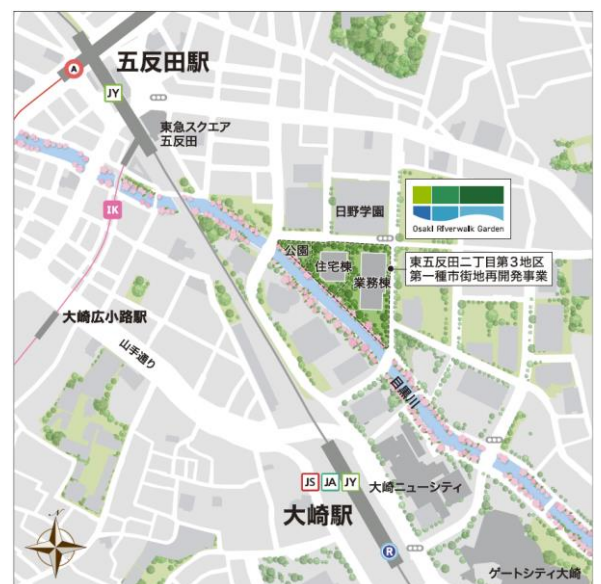 五反田駅
A
JY
東急スクエア
五反田
日野学園
Osaki Riverwalk Garden
IK
公園
住宅棟
業務棟
東五反田二丁目第3地区
第一種市街地再開発事業
大崎広小路駅
山手通り
目黒川
JS JA JY
大崎ニューシティ
大崎駅
R
ゲートシティ大崎